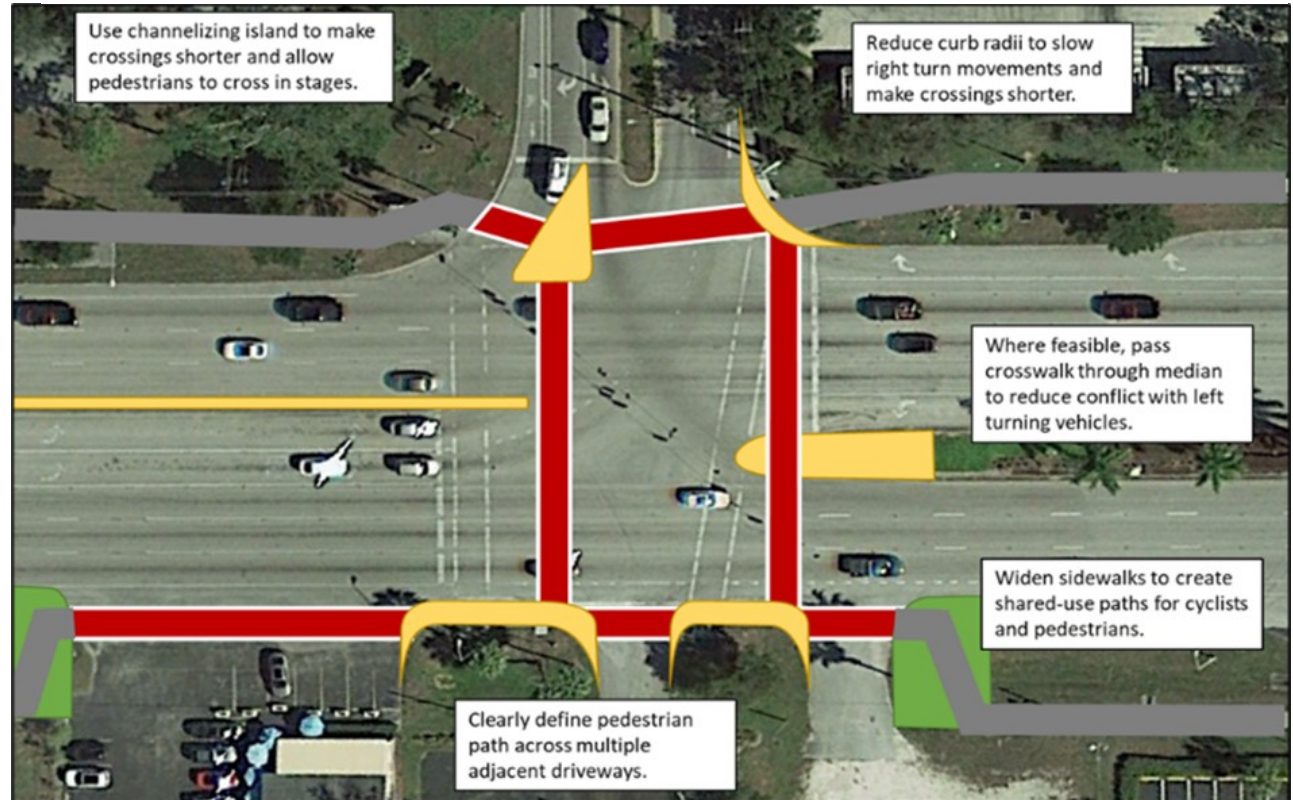 Use channelizing island to make
crossings shorter and allow
pedestrians to cross in stages.
Reduce curb radii to slow
right turn movements and
make crossings shorter.
Where feasible, pass
crosswalk through median
to reduce conflict with left
turning vehicles.
Widen sidewalks to create
shared-use paths for cyclists
and pedestrians.
Clearly define pedestrian
path across multiple
adjacent driveways.